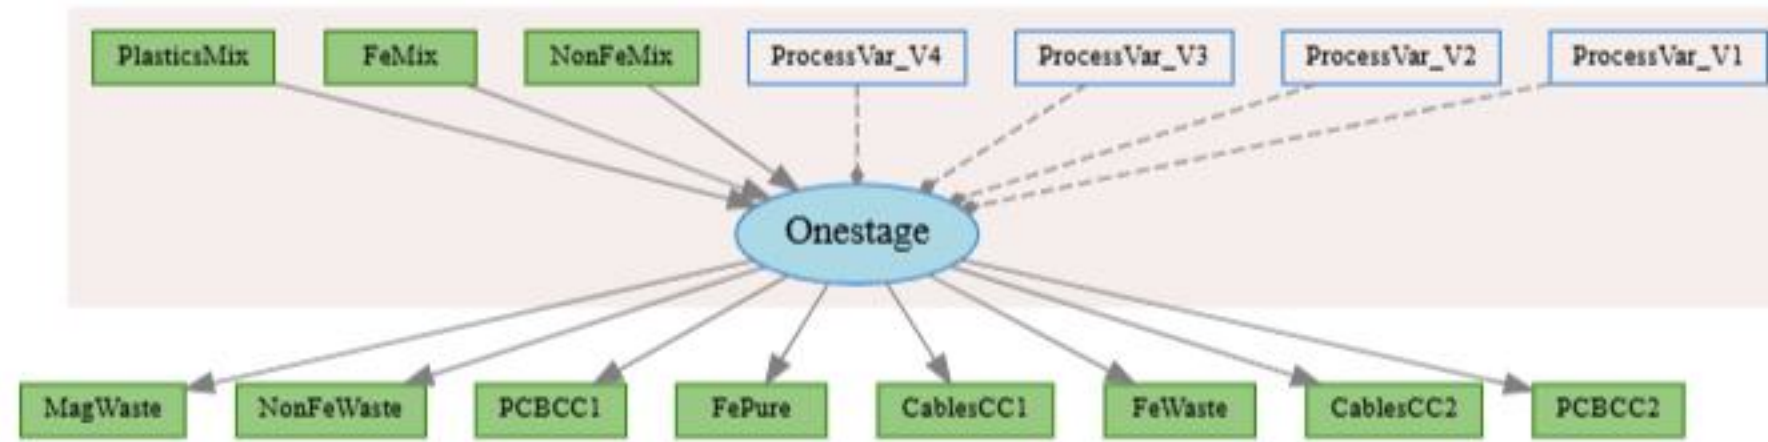 PlasticsMix FeMix NonFeMix ProcessVar_V4 ProcessVar_V3 ProcessVar_V2 ProcessVar_V1
Onestage
MagWaste NonFeWaste PCBCC1 FePure CablesCC1 FeWaste CablesCC2 PCBCC2